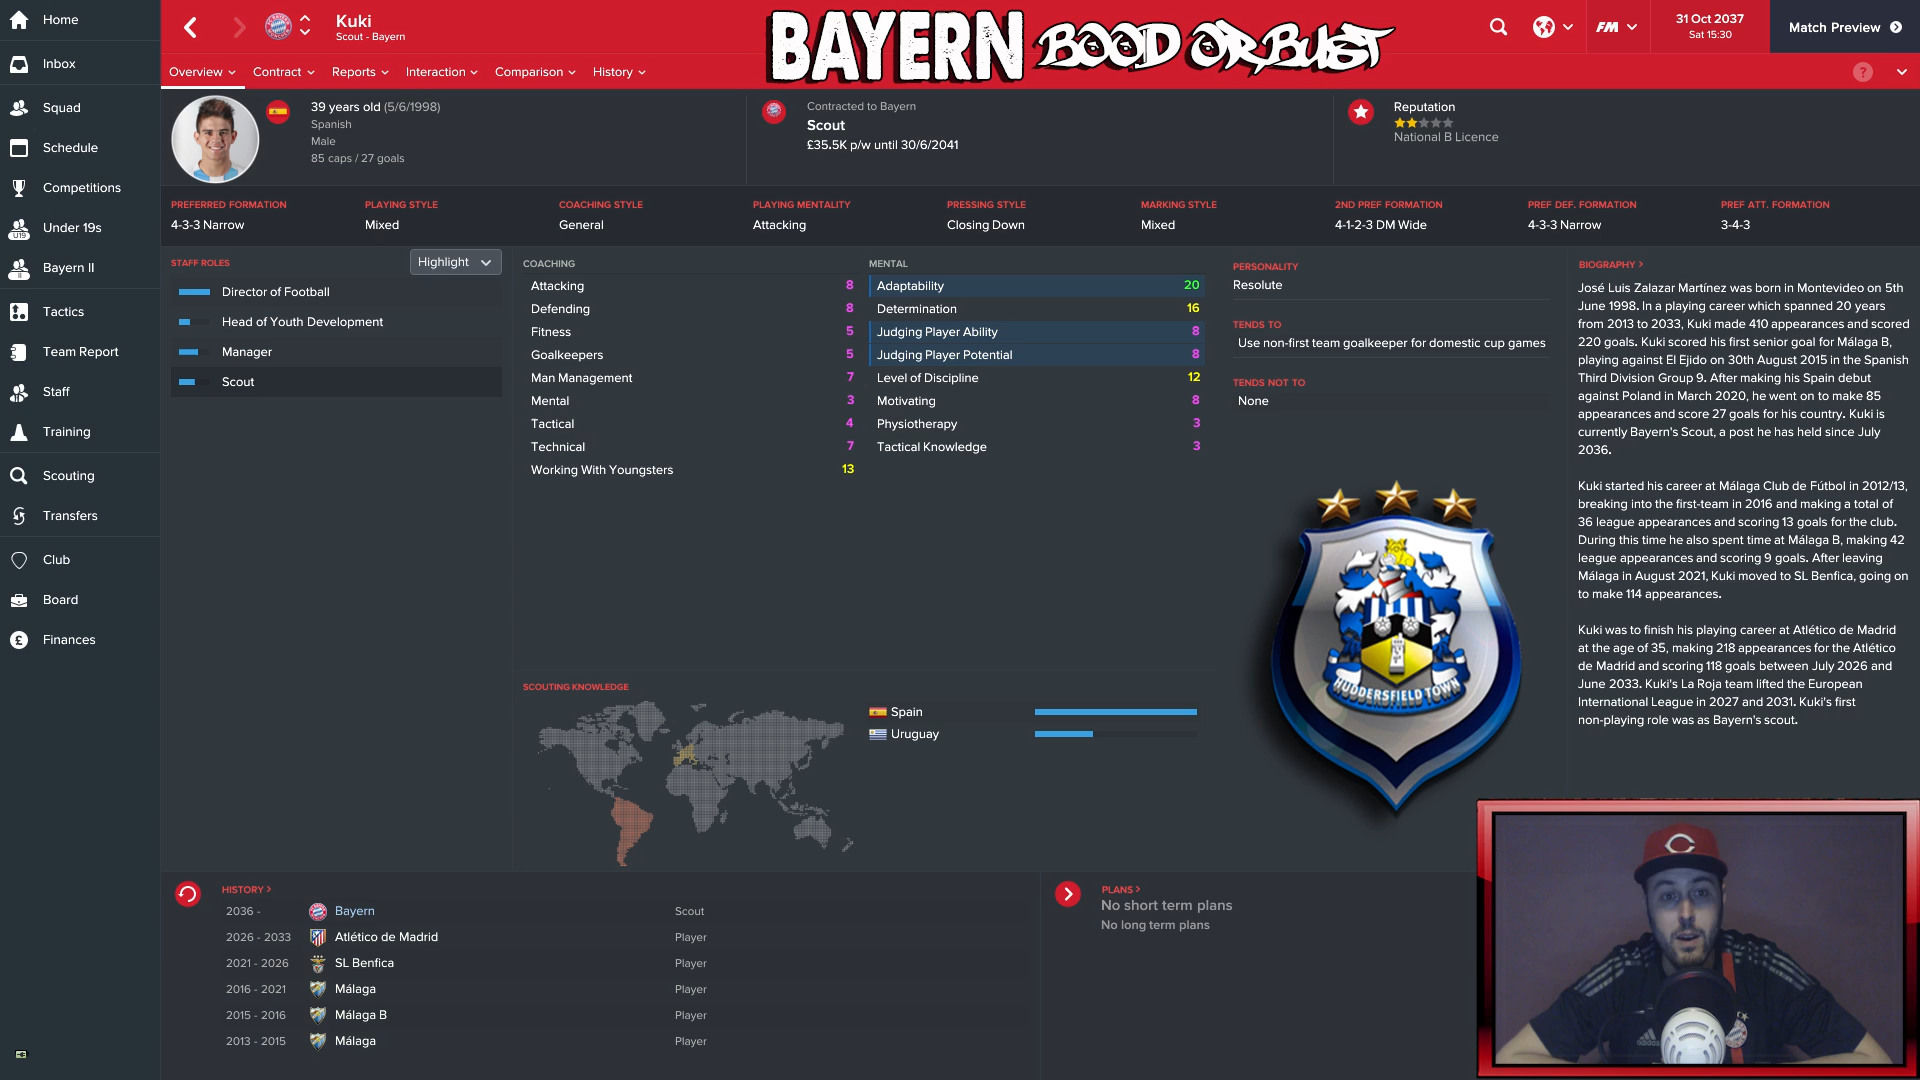 Home
Inbox
Squad
Schedule
Competitions
Under 19s
U19
Bayern II
II
Tactics
Team Report
Staff
Training
Scouting
Transfers
Club
Board
Finances
Kuki
Scout - Bayern
BAYERN BOOD OR BUST
FM
31 Oct 2037
Sat 15:30
Match Preview
Overview
Contract
Reports
Interaction
Comparison
History
?
39 years old (5/6/1998)
Spanish
Male
85 caps / 27 goals
Contracted to Bayern
Scout
£35.5K p/w until 30/6/2041
Reputation
National B Licence
PREFERRED FORMATION
4-3-3 Narrow
PLAYING STYLE
Mixed
COACHING STYLE
General
PLAYING MENTALITY
Attacking
PRESSING STYLE
Closing Down
MARKING STYLE
Mixed
2ND PREF FORMATION
4-1-2-3 DM Wide
PREF DEF. FORMATION
4-3-3 Narrow
PREF ATT. FORMATION
3-4-3
STAFF ROLES
Highlight
Director of Football
Head of Youth Development
Manager
Scout
COACHING
Attacking 8
Defending 8
Fitness 5
Goalkeepers 5
Man Management 7
Mental 3
Tactical 4
Technical 7
Working With Youngsters 13
MENTAL
Adaptability 20
Determination 16
Judging Player Ability 8
Judging Player Potential 8
Level of Discipline 12
Motivating 8
Physiotherapy 3
Tactical Knowledge 3
PERSONALITY
Resolute
TENDS TO
Use non-first team goalkeeper for domestic cup games
TENDS NOT TO
None
BIOGRAPHY >
José Luis Zalazar Martínez was born in Montevideo on 5th
June 1998. In a playing career which spanned 20 years
from 2013 to 2033, Kuki made 410 appearances and scored
220 goals. Kuki scored his first senior goal for Málaga B,
playing against El Ejido on 30th August 2015 in the Spanish
Third Division Group 9. After making his Spain debut
against Poland in March 2020, he went on to make 85
appearances and score 27 goals for his country. Kuki is
currently Bayern's Scout, a post he has held since July
2036.
Kuki started his career at Málaga Club de Fútbol in 2012/13,
breaking into the first-team in 2016 and making a total of
36 league appearances and scoring 13 goals for the club.
During this time he also spent time at Málaga B, making 42
league appearances and scoring 9 goals. After leaving
Málaga in August 2021, Kuki moved to SL Benfica, going on
to make 114 appearances.
Kuki was to finish his playing career at Atlético de Madrid
at the age of 35, making 218 appearances for the Atlético
de Madrid and scoring 118 goals between July 2026 and
June 2033. Kuki's La Roja team lifted the European
International League in 2027 and 2031. Kuki's first
non-playing role was as Bayern's scout.
HUDDERSFIELD TOWN
SCOUTING KNOWLEDGE
Spain
Uruguay
HISTORY >
2036 - Bayern Scout
2026 - 2033 Atlético de Madrid Player
2021 - 2026 SL Benfica Player
2016 - 2021 Málaga Player
2015 - 2016 Málaga B Player
2013 - 2015 Málaga Player
PLANS >
No short term plans
No long term plans
C
adidas